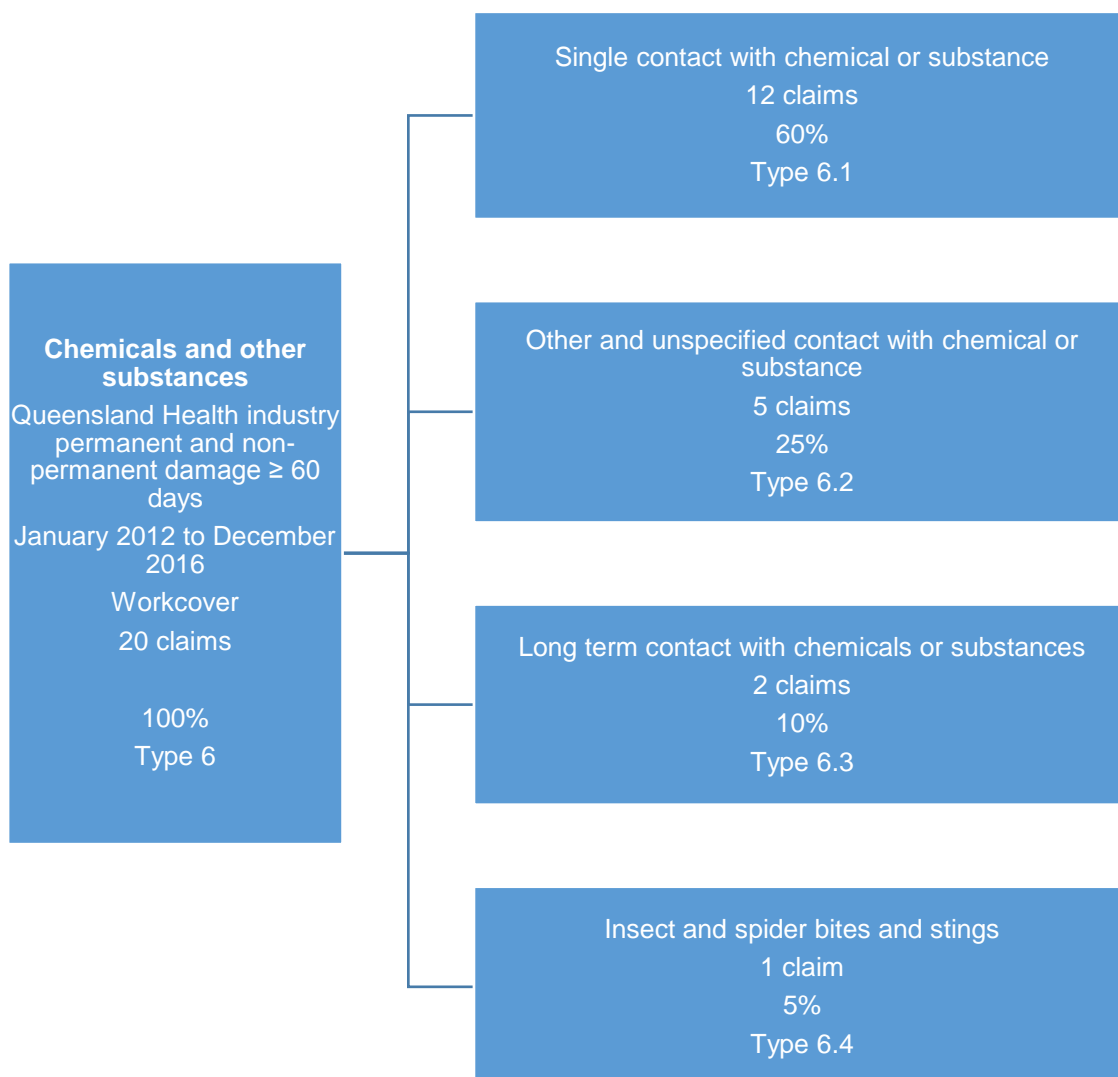 Single contact with chemical or substance
12 claims
60%
Type 6.1
Chemicals and other
substances
Queensland Health industry
permanent and non-
permanent damage ≥ 60
days
January 2012 to December
2016
Workcover
20 claims
100%
Type 6
Other and unspecified contact with chemical or
substance
5 claims
25%
Type 6.2
Long term contact with chemicals or substances
2 claims
10%
Type 6.3
Insect and spider bites and stings
1 claim
5%
Type 6.4